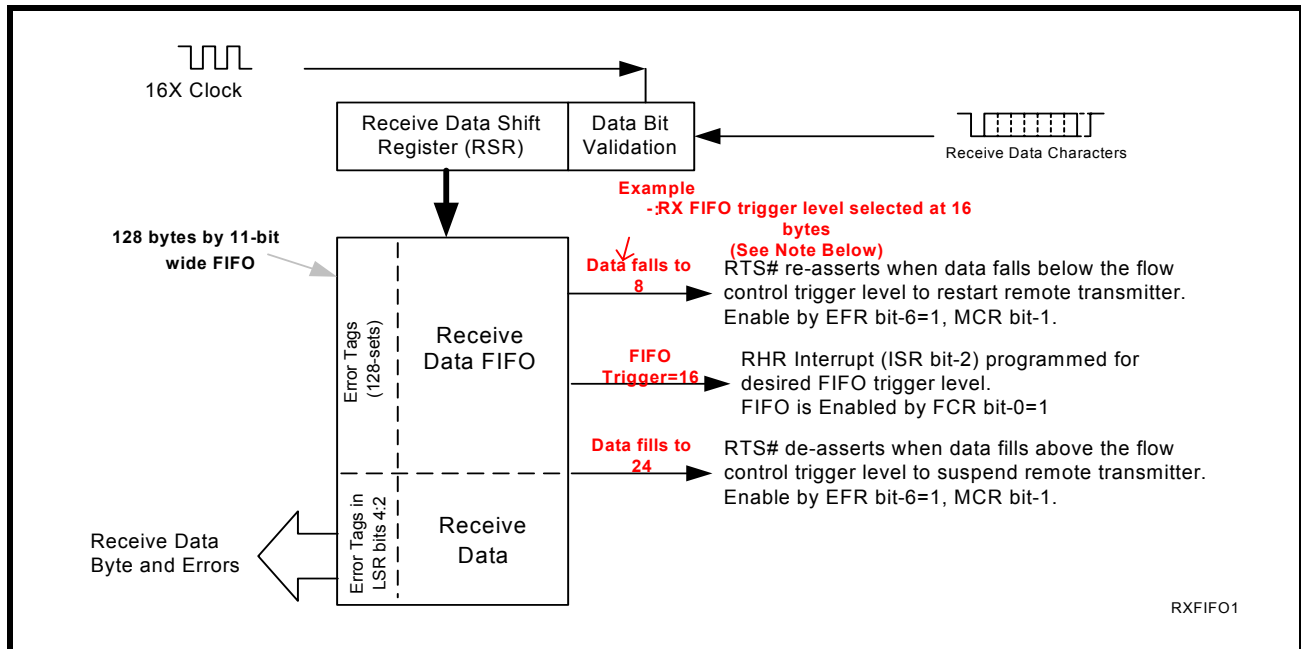 16X Clock
Receive Data Shift
Register (RSR)
Data Bit
Validation
Receive Data Characters
Example
-:RX FIFO trigger level selected at 16
bytes
(See Note Below)
128 bytes by 11-bit
wide FIFO
Error Tags
(128-sets)
Receive
Data FIFO
Data falls to
8
RTS# re-asserts when data falls below the flow
control trigger level to restart remote transmitter.
Enable by EFR bit-6=1, MCR bit-1.
FIFO
Trigger=16
RHR Interrupt (ISR bit-2) programmed for
desired FIFO trigger level.
FIFO is Enabled by FCR bit-0=1
Data fills to
24
RTS# de-asserts when data fills above the flow
control trigger level to suspend remote transmitter.
Enable by EFR bit-6=1, MCR bit-1.
Error Tags in
LSR bits 4:2
Receive
Data
Receive Data
Byte and Errors
RXFIFO1